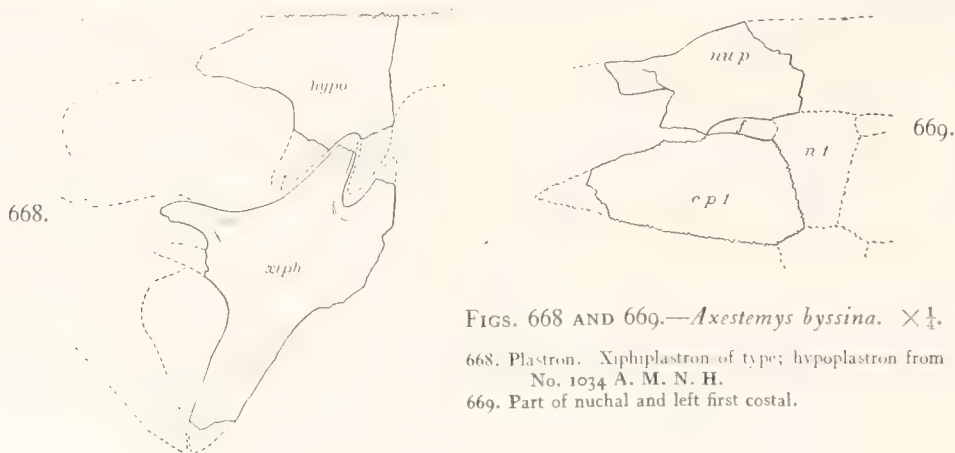 hypo
668.
xiph
nu p
f
669.
n 1
c p 1
FIGS. 668 AND 669.—Axestemys byssina. × 1/4.
668. Plastron. Xiphiplastron of type; hypoplastron from
No. 1034 A. M. N. H.
669. Part of nuchal and left first costal.